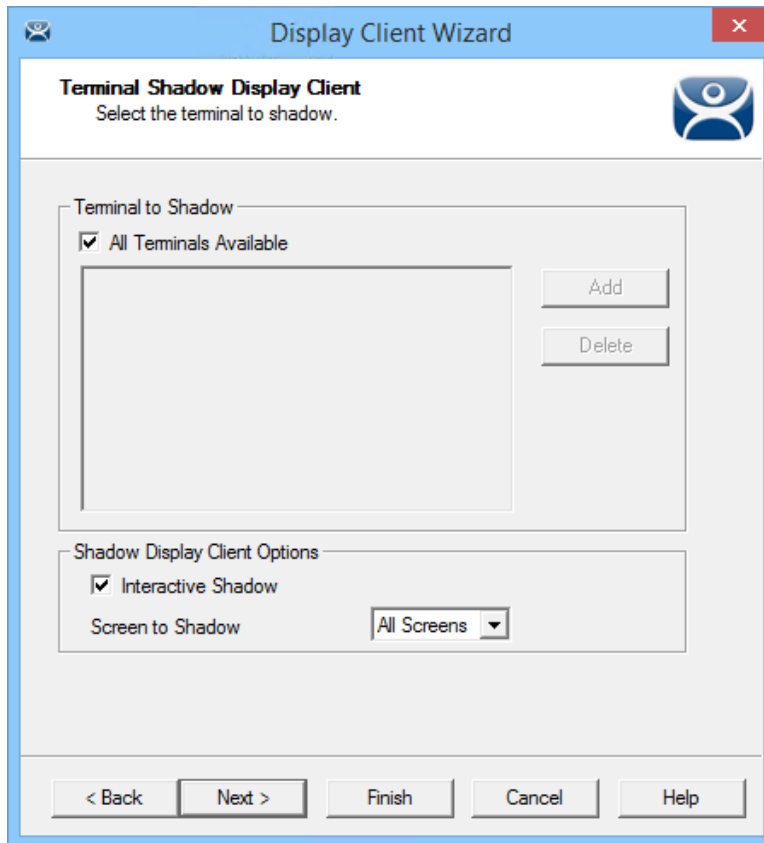 Display Client Wizard
Terminal Shadow Display Client
Select the terminal to shadow.
Terminal to Shadow
All Terminals Available
Add
Delete
Shadow Display Client Options
Interactive Shadow
Screen to Shadow All Screens
< Back Next > Finish Cancel Help